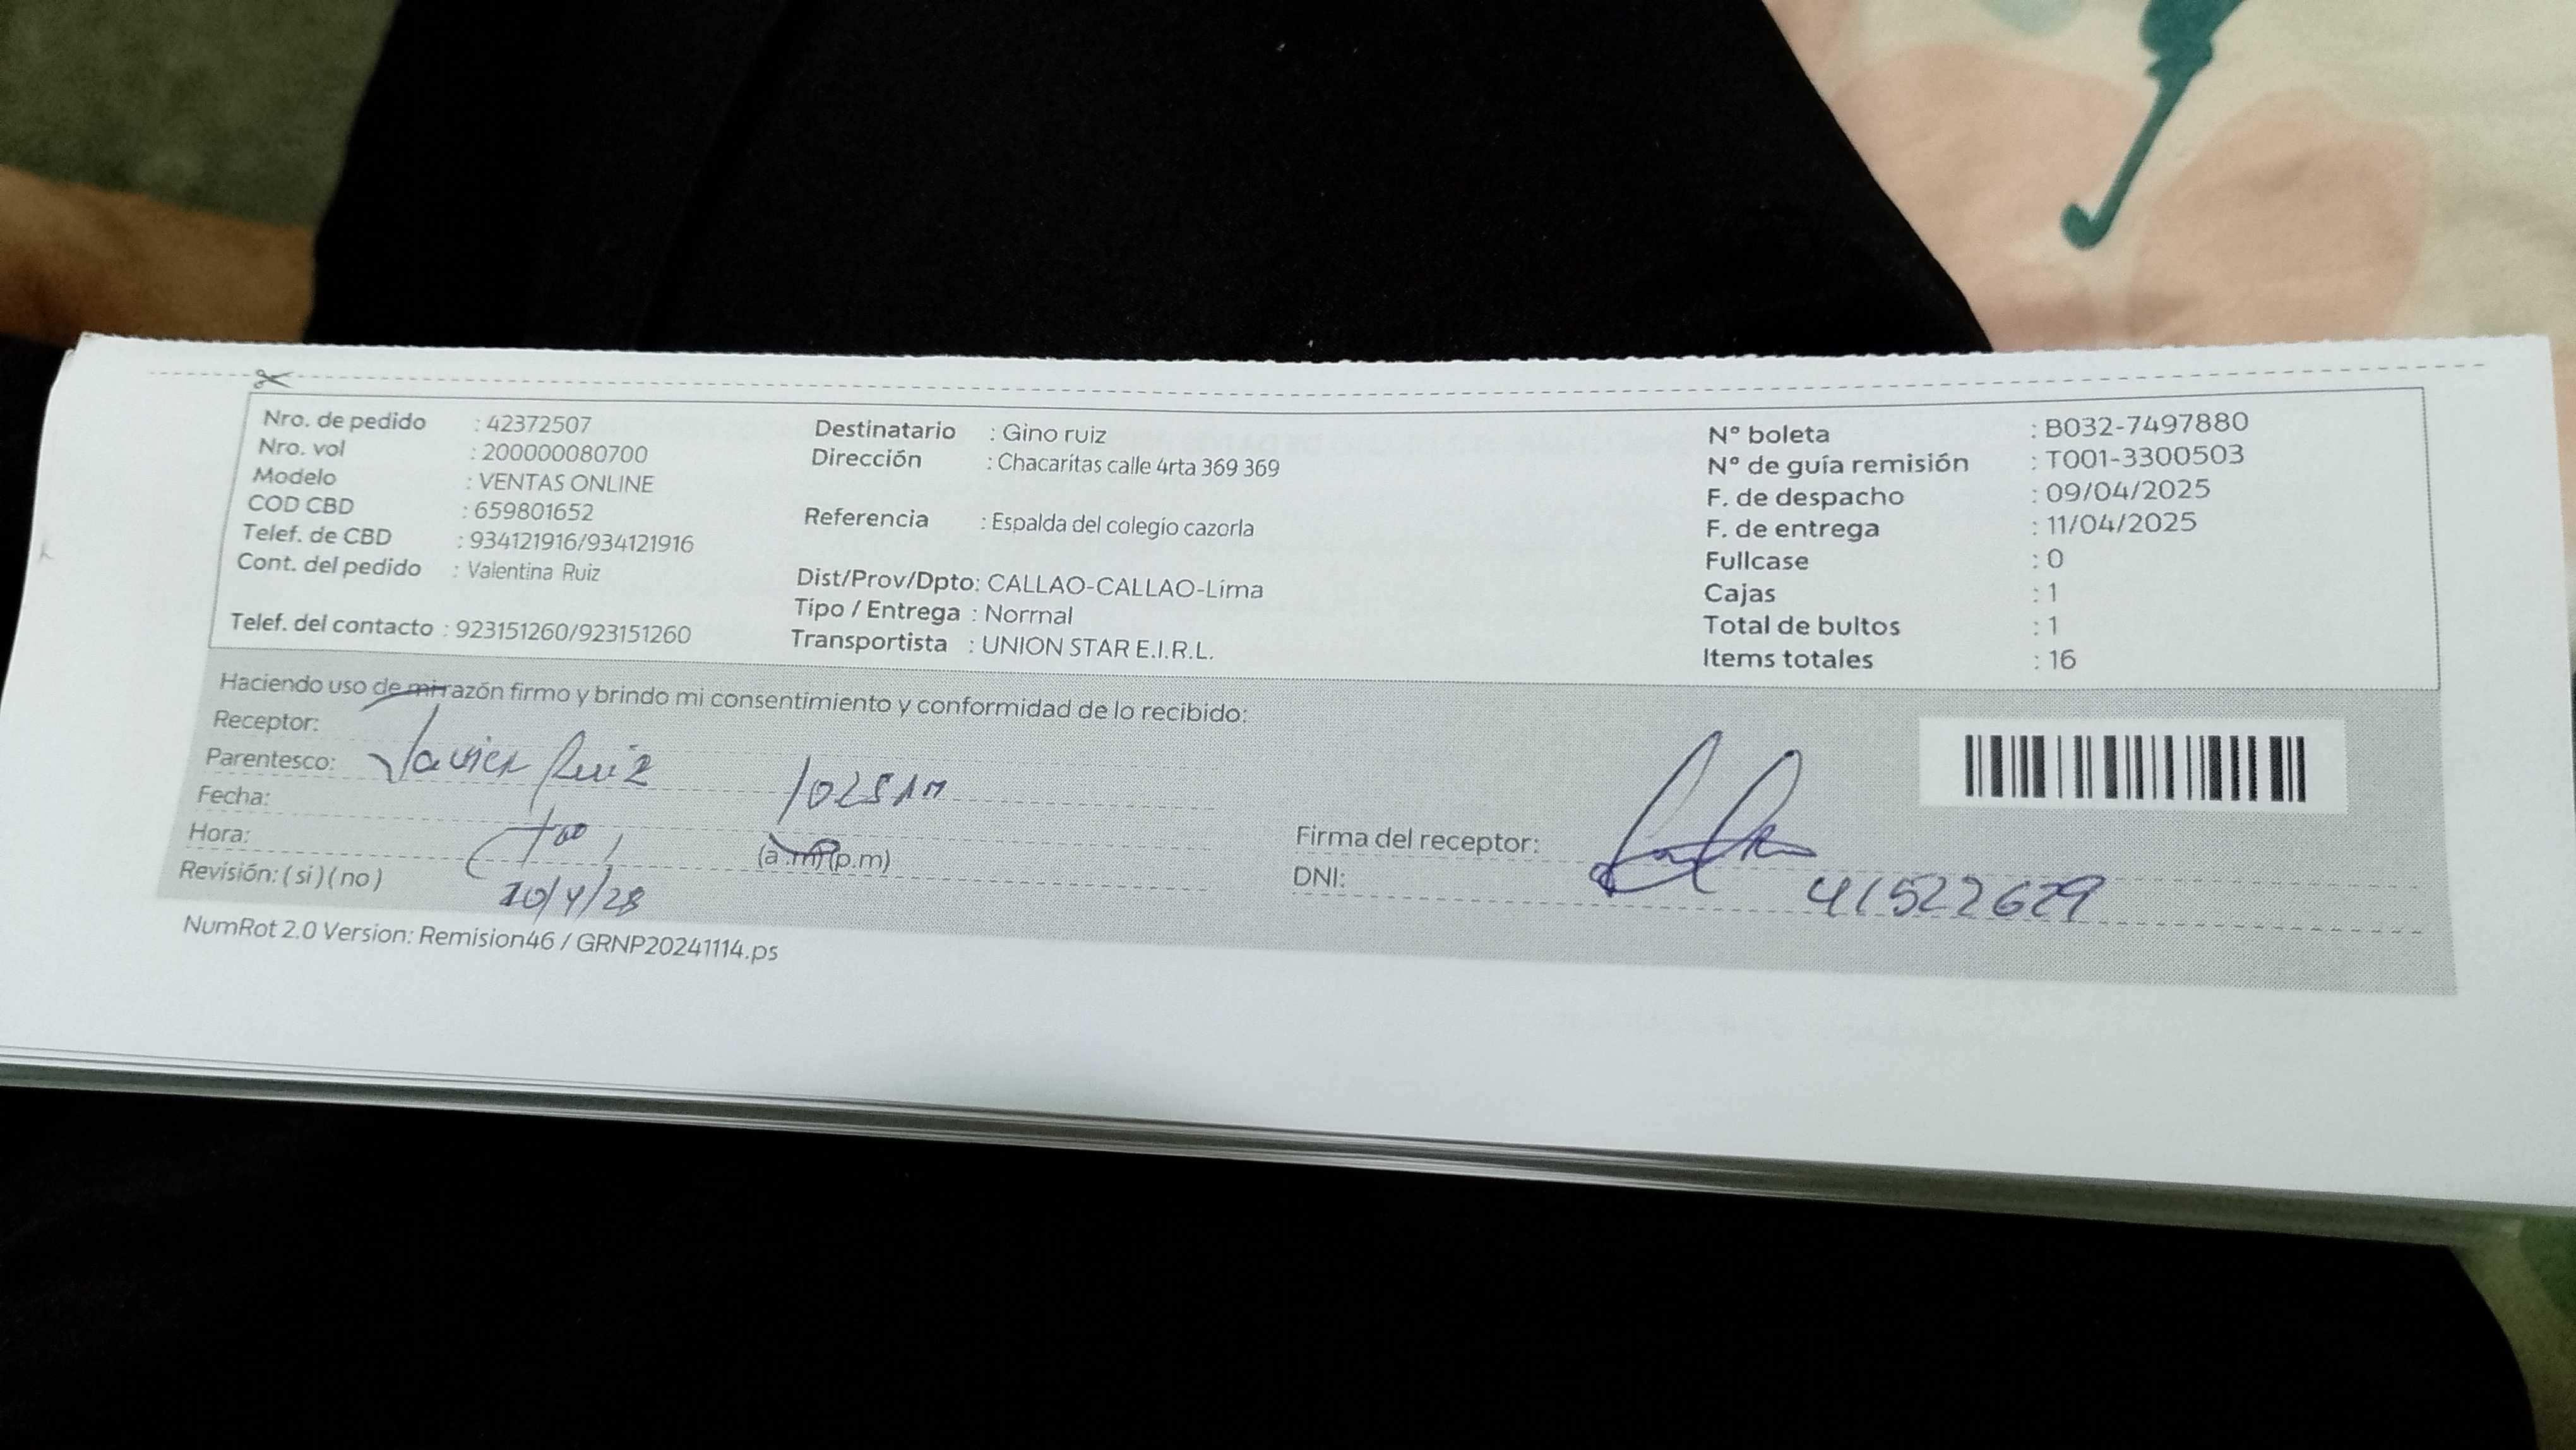 Nro. de pedido : 42372507
Nro. vol : 200000080700
Modelo : VENTAS ONLINE
COD CBD : 659801652
Telef. de CBD : 934121916/934121916
Cont. del pedido : Valentina Ruiz
Telef. del contacto : 923151260/923151260
Destinatario : Gino ruiz
Dirección : Chacaritas calle 4rta 369 369
Referencia : Espalda del colegio cazorla
Dist/Prov/Dpto: CALLAO-CALLAO-Lima
Tipo / Entrega : Normal
Transportista : UNION STAR E.I.R.L.
N° boleta : B032-7497880
N° de guía remisión : T001-3300503
F. de despacho : 09/04/2025
F. de entrega : 11/04/2025
Fullcase : 0
Cajas : 1
Total de bultos : 1
Items totales : 16
Haciendo uso de mi razón firmo y brindo mi consentimiento y conformidad de lo recibido:
Receptor:
Parentesco: Javier Ruiz
Fecha:
Hora: (a.m)(p.m)
Revisión: ( si ) ( no )
Firma del receptor:
DNI: 41522629
NumRot 2.0 Version: Remision46 / GRNP20241114.ps